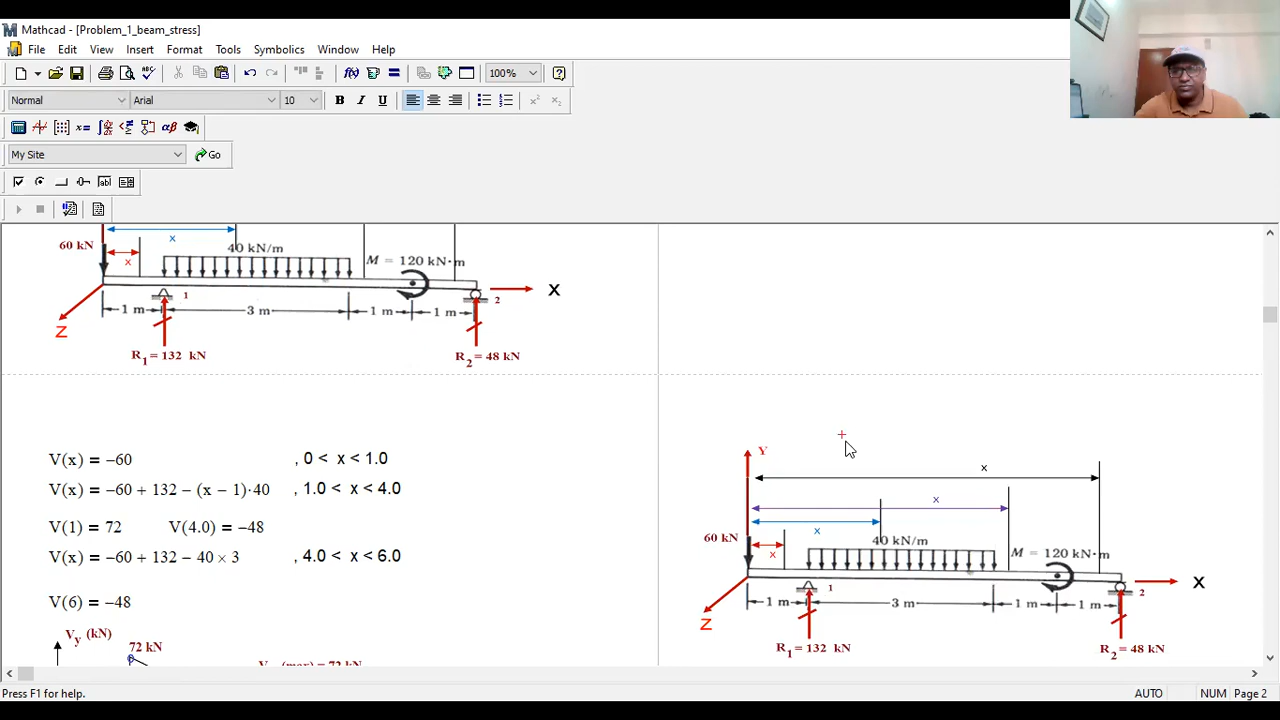 Mathcad - [Problem_1_beam_stress]
File Edit View Insert Format Tools Symbolics Window Help
100%
Normal Arial 10 B I U
My Site Go
x
60 kN x 40 kN/m M = 120 kN·m
X
Z 1 m 1 3 m 1 m 1 m 2
R1 = 132 kN R2 = 48 kN
V(x) = −60 , 0 < x < 1.0
V(x) = −60 + 132 − (x − 1)·40 , 1.0 < x < 4.0
V(1) = 72 V(4.0) = −48
V(x) = −60 + 132 − 40 × 3 , 4.0 < x < 6.0
V(6) = −48
Vy (kN)
72 kN
Y
x
x
x
60 kN x 40 kN/m M = 120 kN·m
X
Z 1 m 1 3 m 1 m 1 m 2
R1 = 132 kN R2 = 48 kN
Press F1 for help. AUTO NUM Page 2